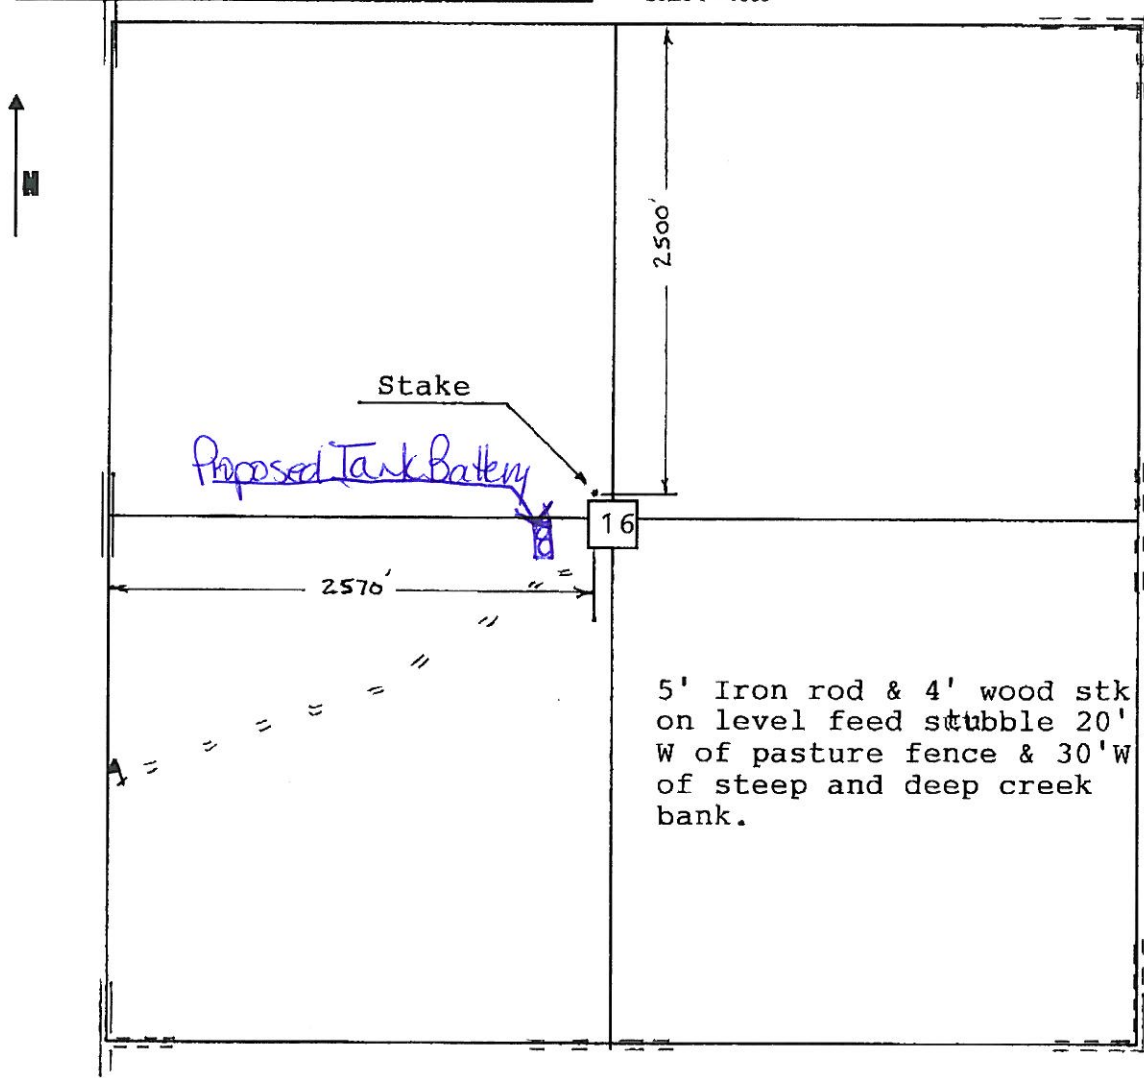 N
2500'
Stake
Proposed Tank Battery
16
2570'
5' Iron rod & 4' wood stk
on level feed stubble 20'
W of pasture fence & 30'W
of steep and deep creek
bank.